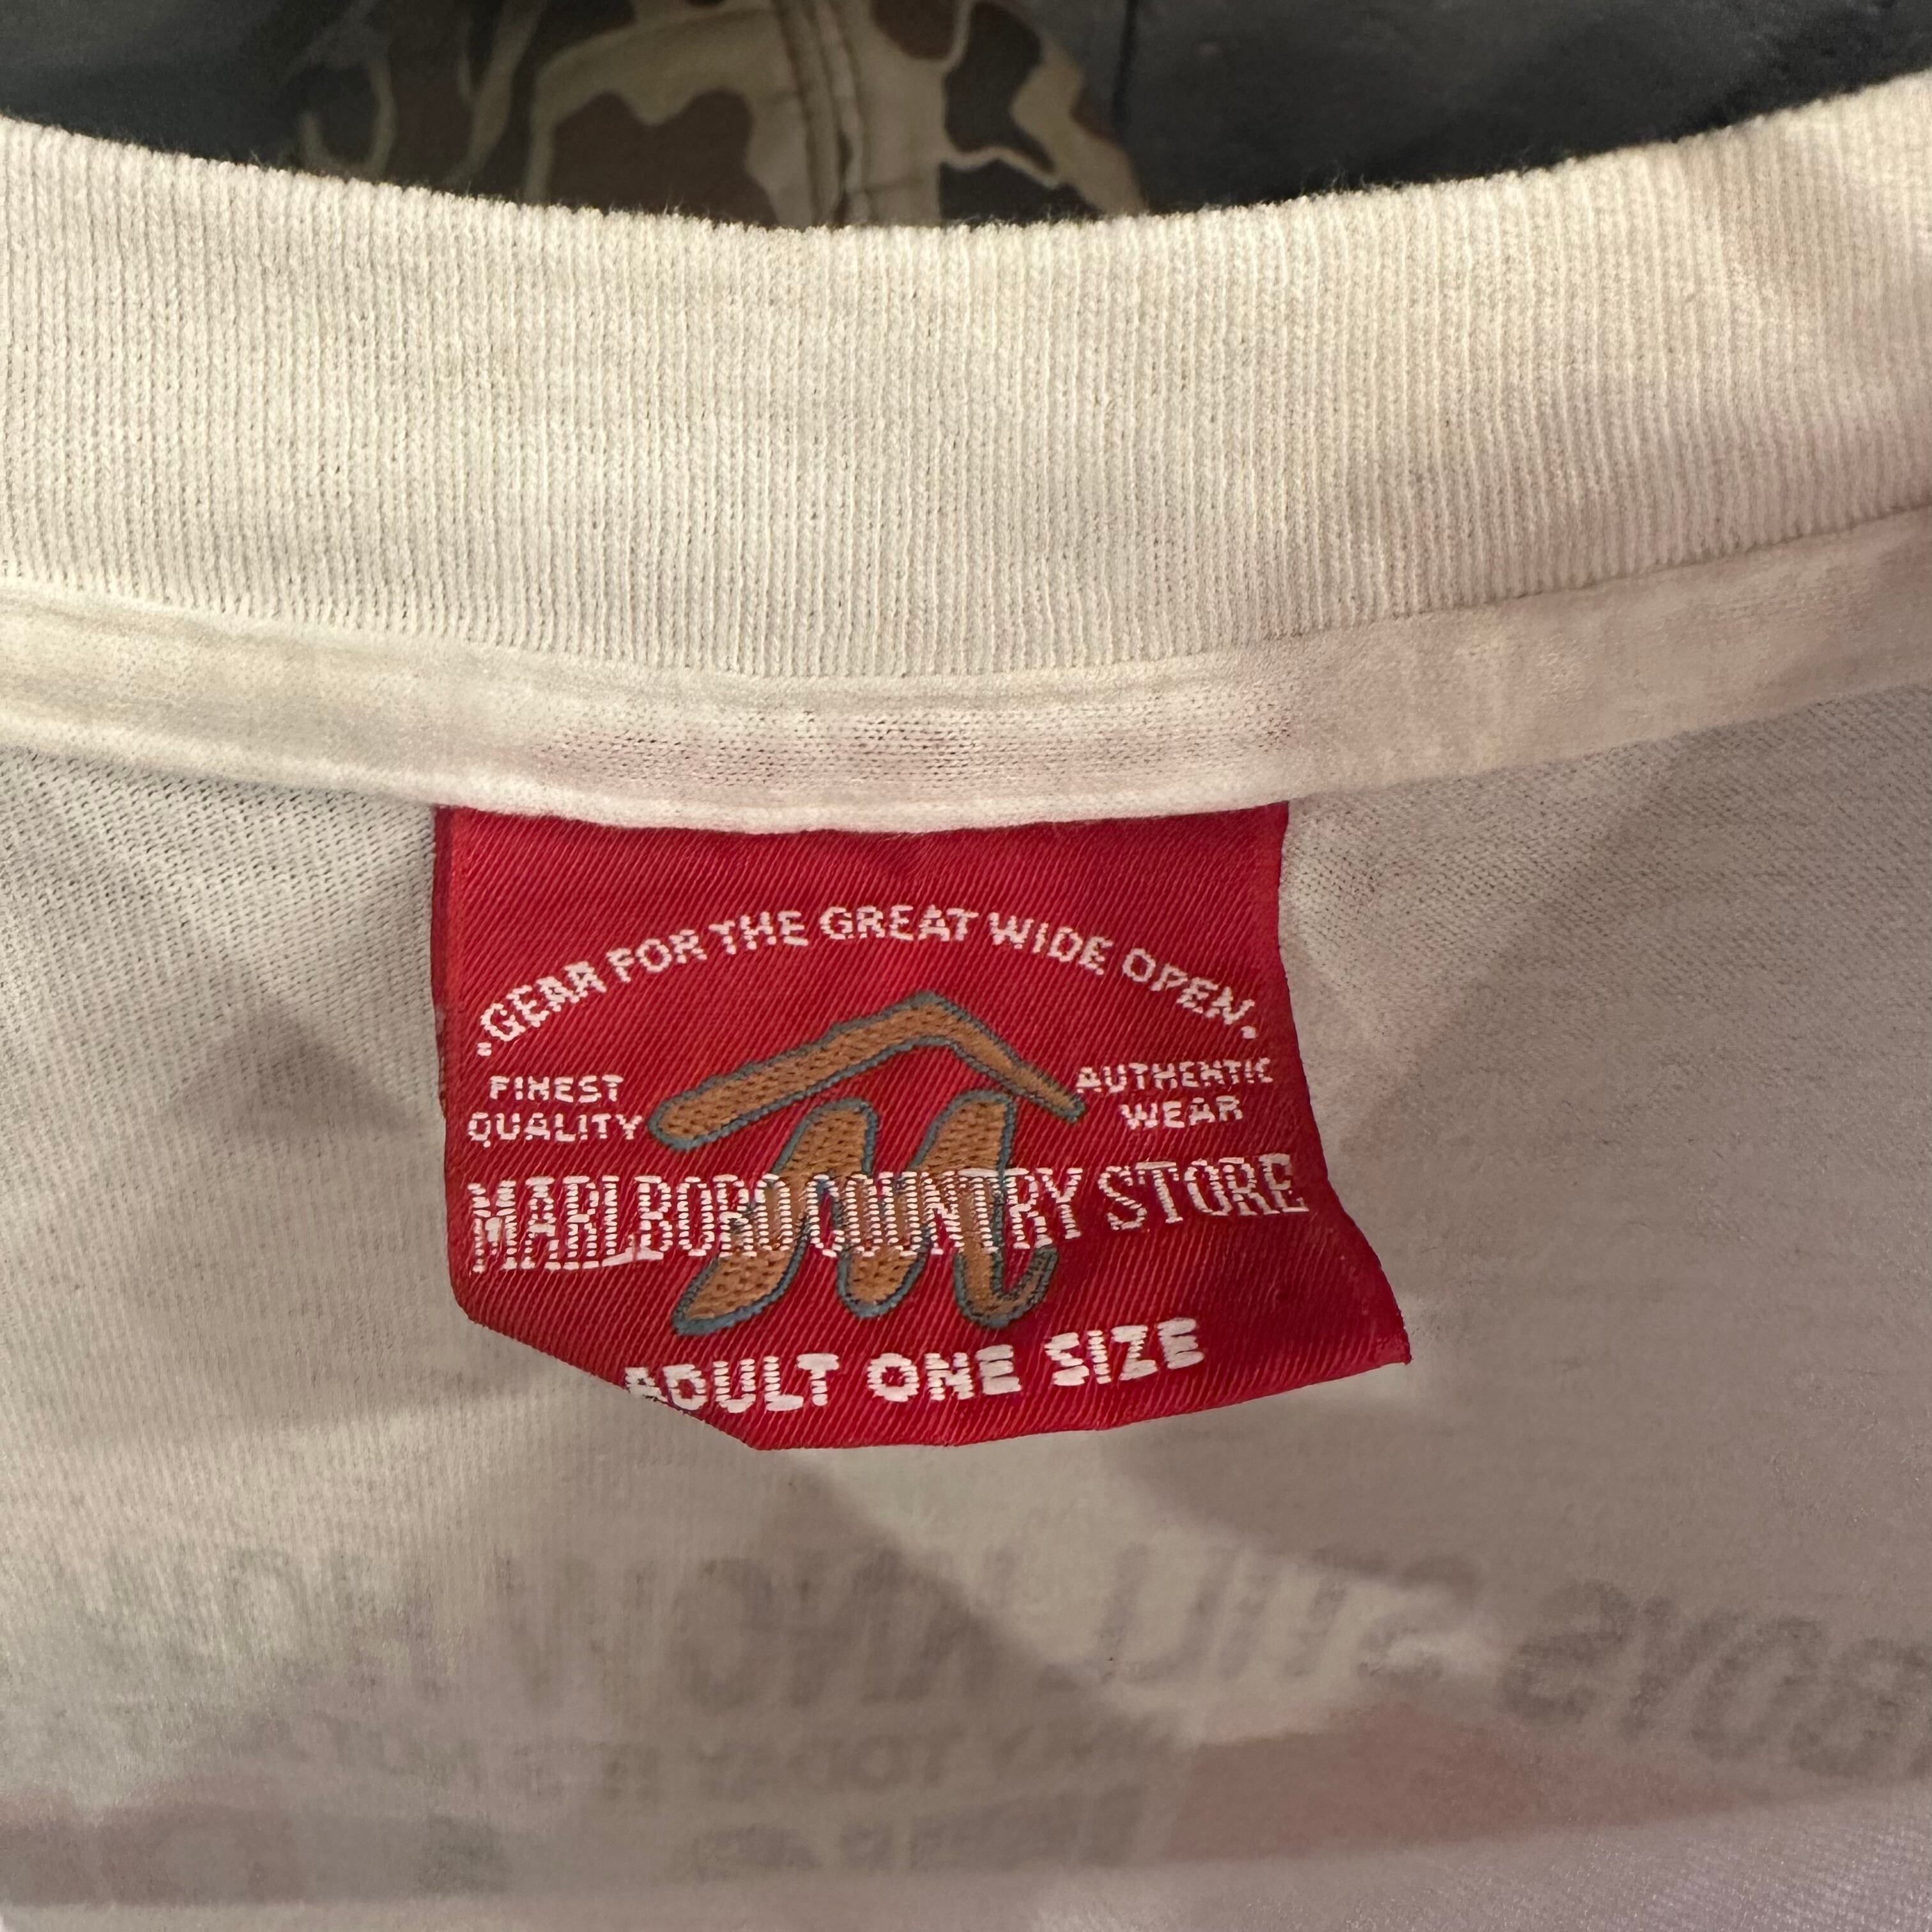 ·GEAR FOR THE GREAT WIDE OPEN·
FINEST
QUALITY
AUTHENTIC
WEAR
MARLBORO COUNTRY STORE
ADULT ONE SIZE